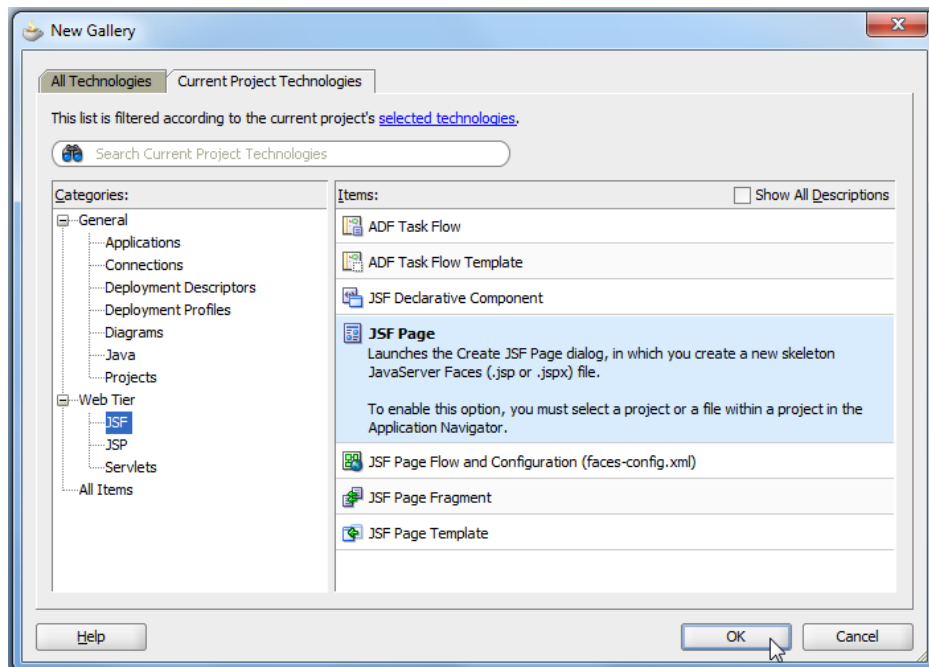 New Gallery
All Technologies
Current Project Technologies
This list is filtered according to the current project's selected technologies.
Search Current Project Technologies
Categories:
General
Applications
Connections
Deployment Descriptors
Deployment Profiles
Diagrams
Java
Projects
Web Tier
JSF
JSP
Servlets
All Items
Items:
Show All Descriptions
ADF Task Flow
ADF Task Flow Template
JSF Declarative Component
JSF Page
Launches the Create JSF Page dialog, in which you create a new skeleton
JavaServer Faces (.jsp or .jspx) file.
To enable this option, you must select a project or a file within a project in the
Application Navigator.
JSF Page Flow and Configuration (faces-config.xml)
JSF Page Fragment
JSF Page Template
Help
OK
Cancel